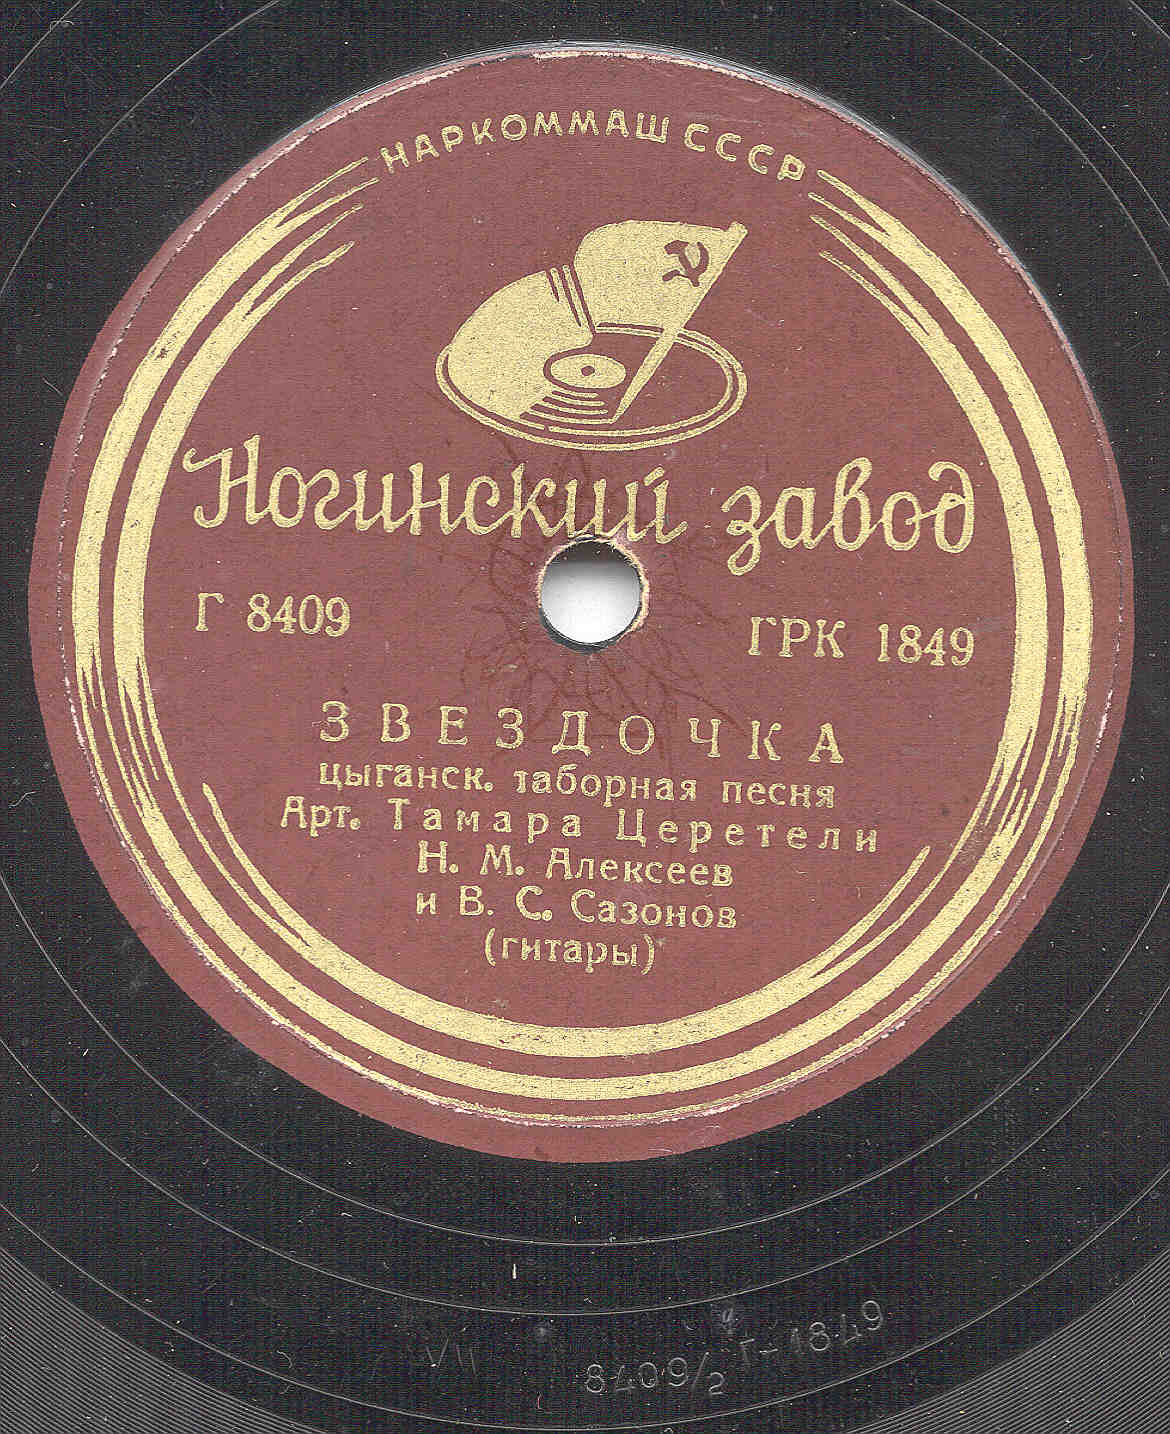 НАРКОММАШ СССР
Ногинский завод
Г 8409
ГРК 1849
ЗВЕЗДОЧКА
цыганск. таборная песня
Арт. Тамара Церетели
Н. М. Алексеев
и В. С. Сазонов
(гитары)
VII 8409/2 Г-1849